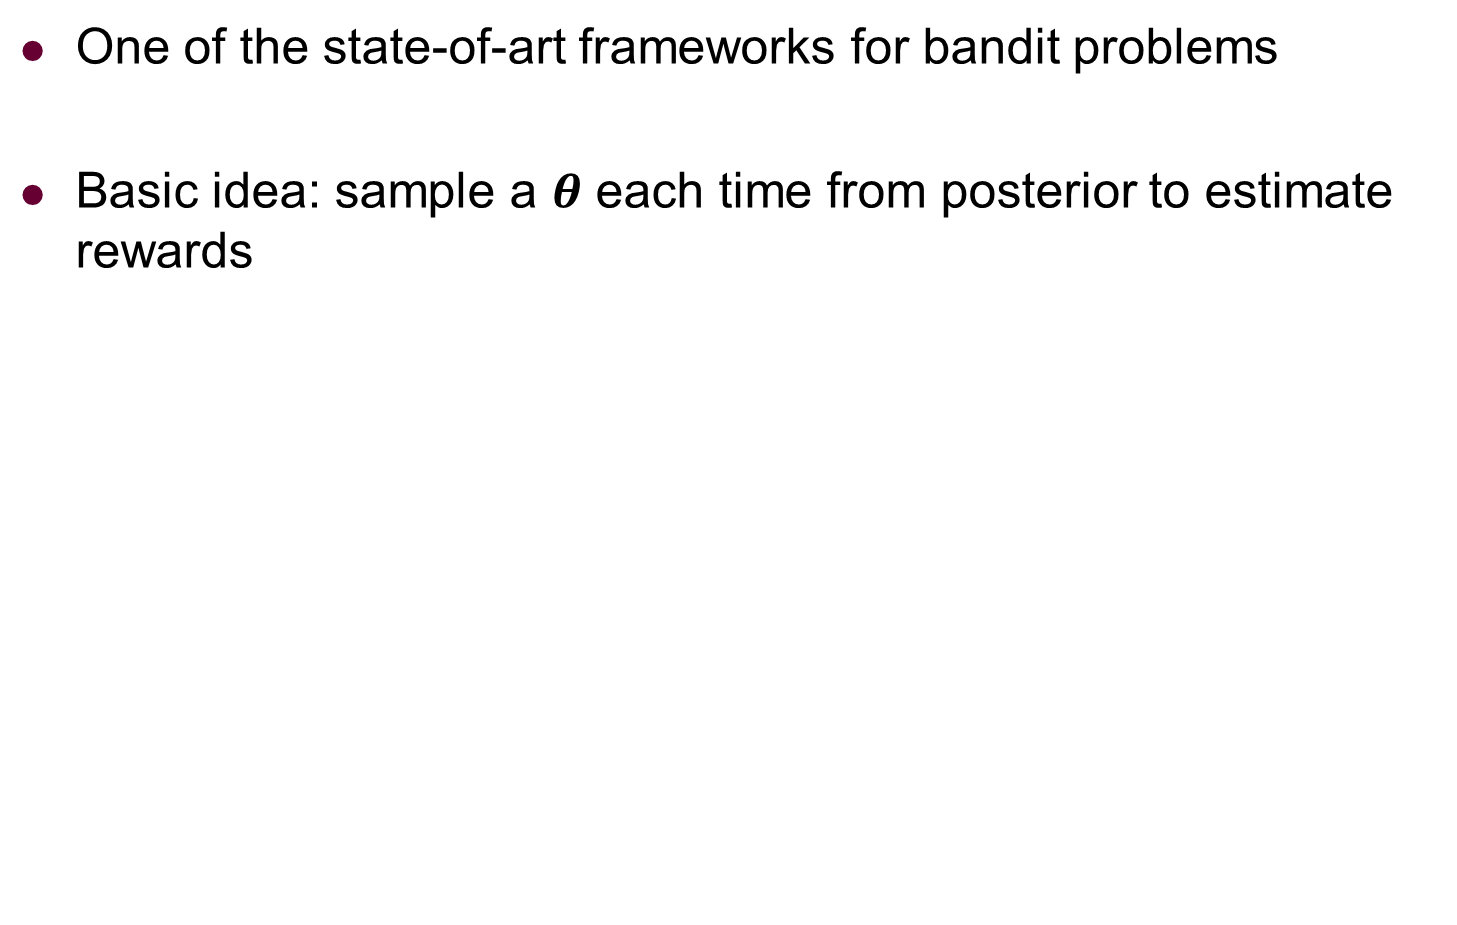 ● One of the state-of-art frameworks for bandit problems
● Basic idea: sample a θ each time from posterior to estimate
rewards